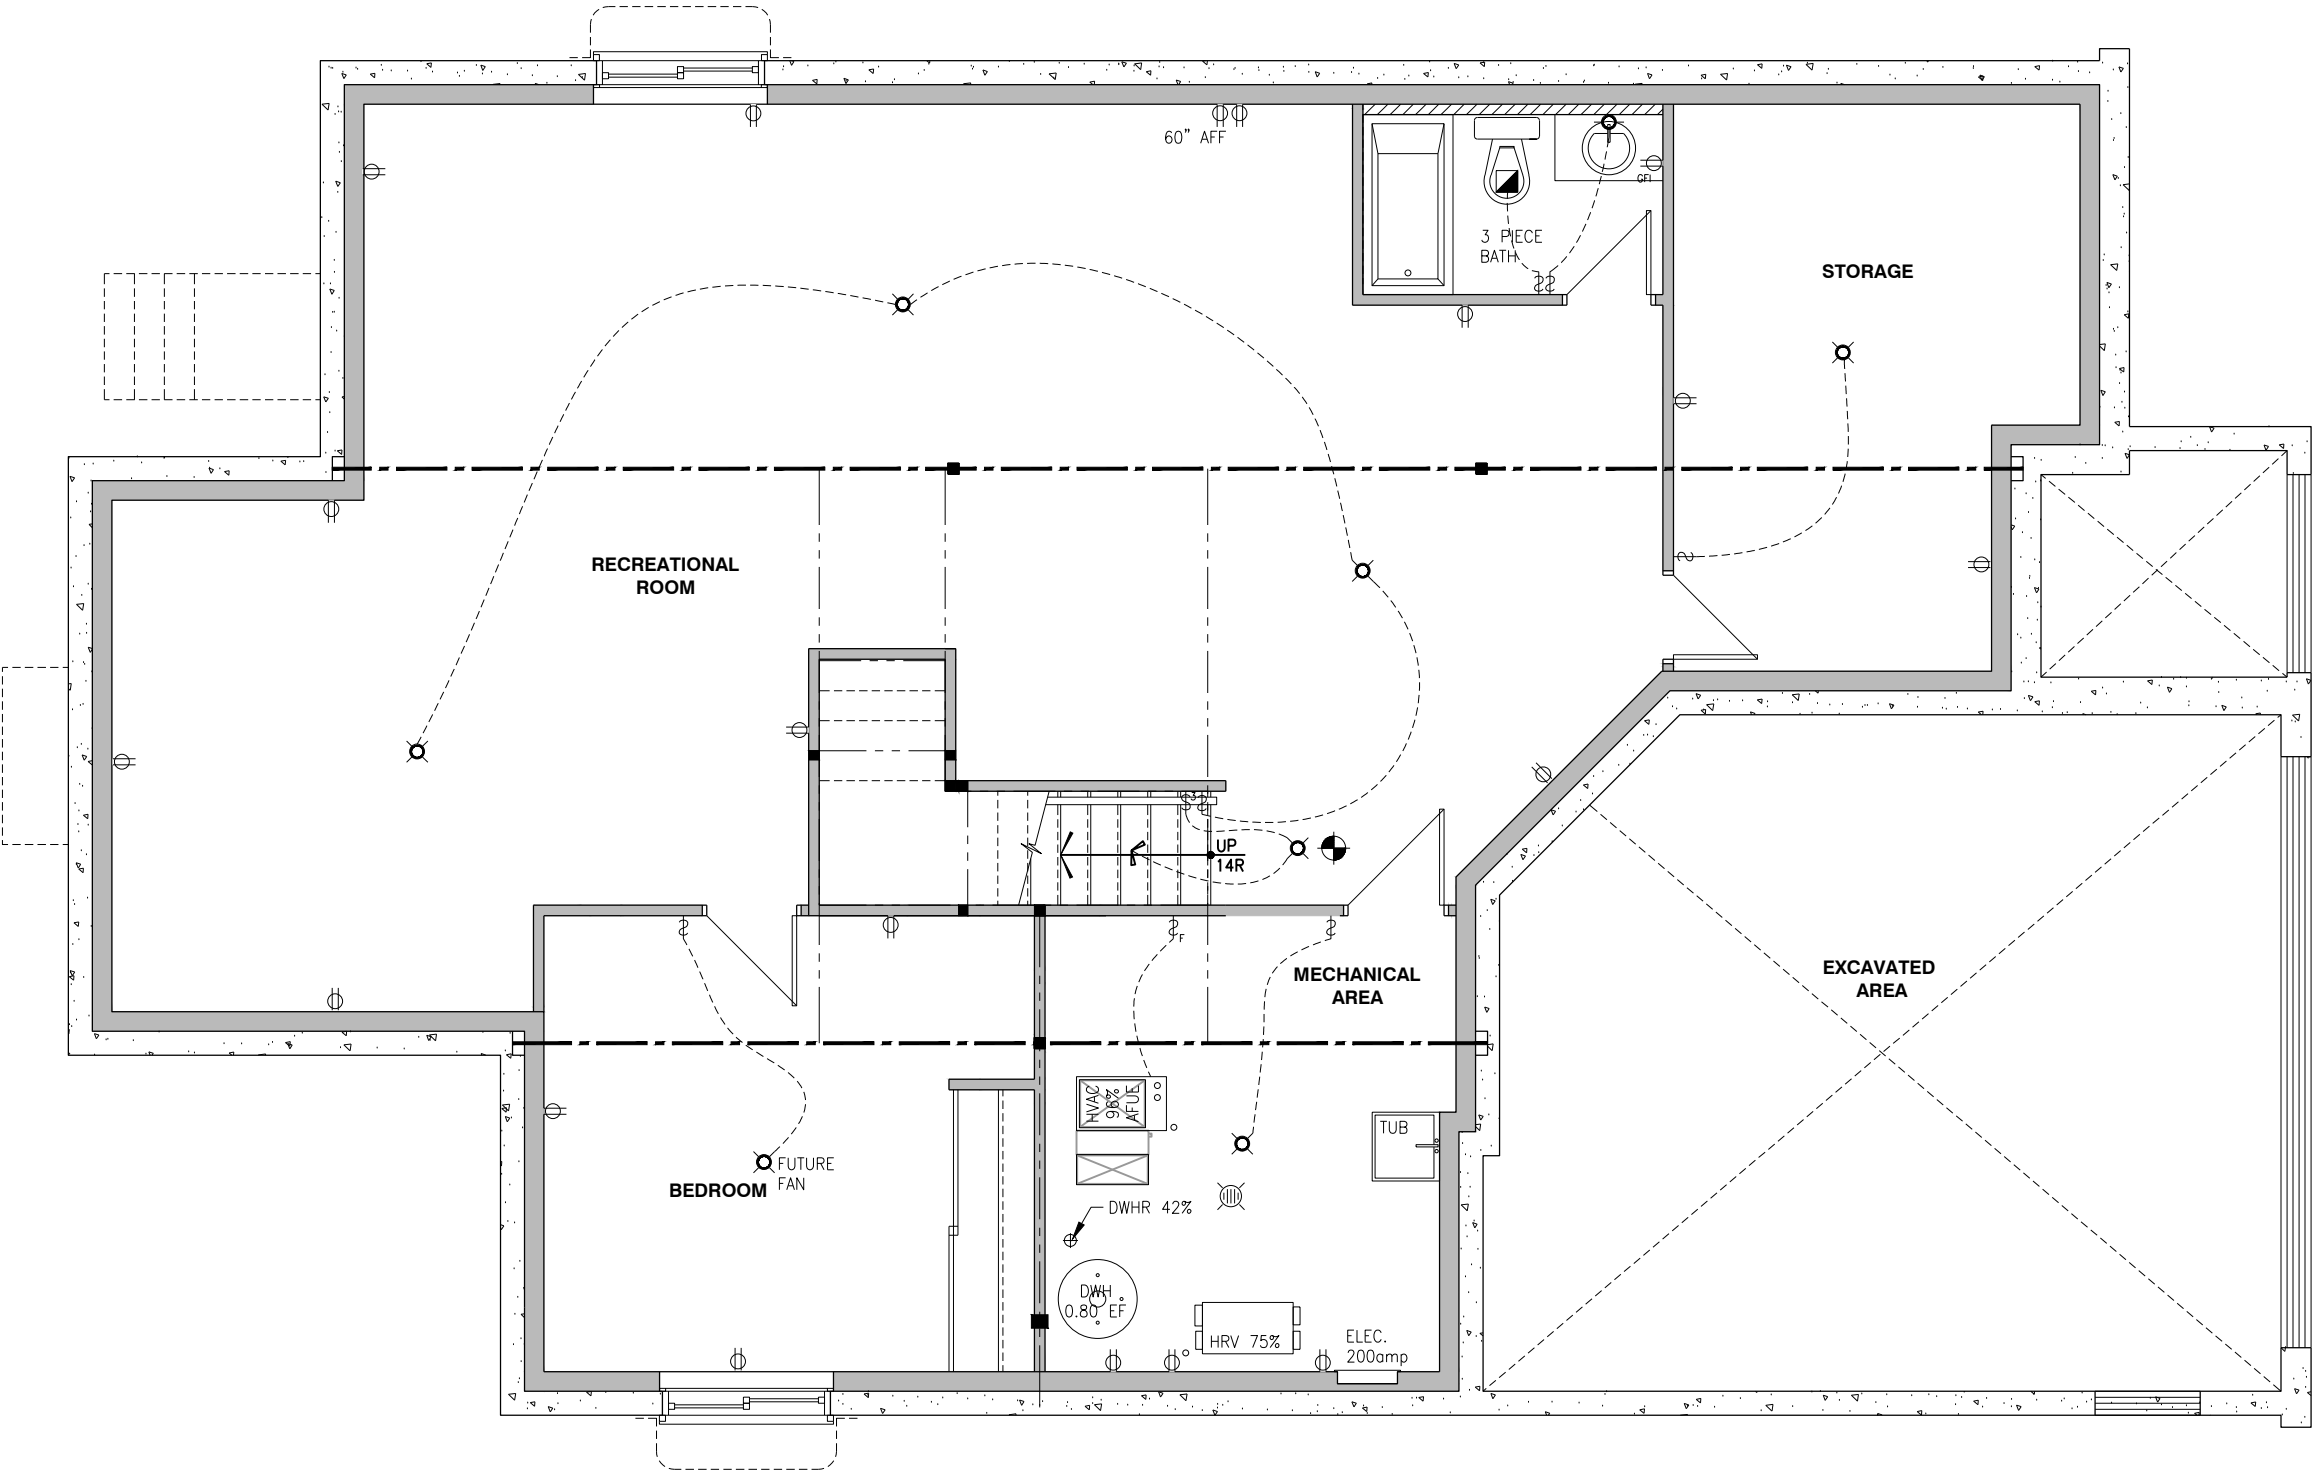 60" AFF
GFI
3 PIECE
BATH
STORAGE
RECREATIONAL
ROOM
3
UP
14R
F
MECHANICAL
AREA
EXCAVATED
AREA
HVAC
96%
AFUE
TUB
FUTURE
FAN
BEDROOM
DWHR 42%
DWH
0.80 EF
HRV 75%
ELEC.
200amp